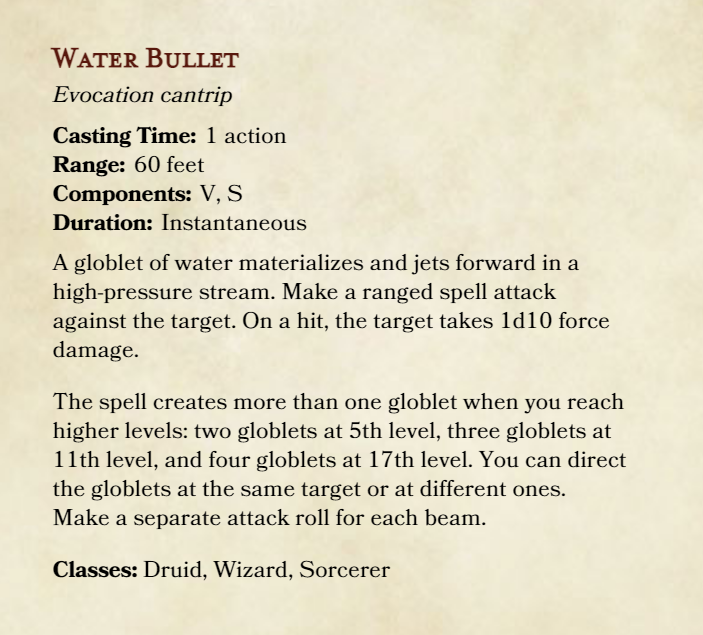 Water Bullet
Evocation cantrip
Casting Time: 1 action
Range: 60 feet
Components: V, S
Duration: Instantaneous
A globlet of water materializes and jets forward in a
high-pressure stream. Make a ranged spell attack
against the target. On a hit, the target takes 1d10 force
damage.
The spell creates more than one globlet when you reach
higher levels: two globlets at 5th level, three globlets at
11th level, and four globlets at 17th level. You can direct
the globlets at the same target or at different ones.
Make a separate attack roll for each beam.
Classes: Druid, Wizard, Sorcerer